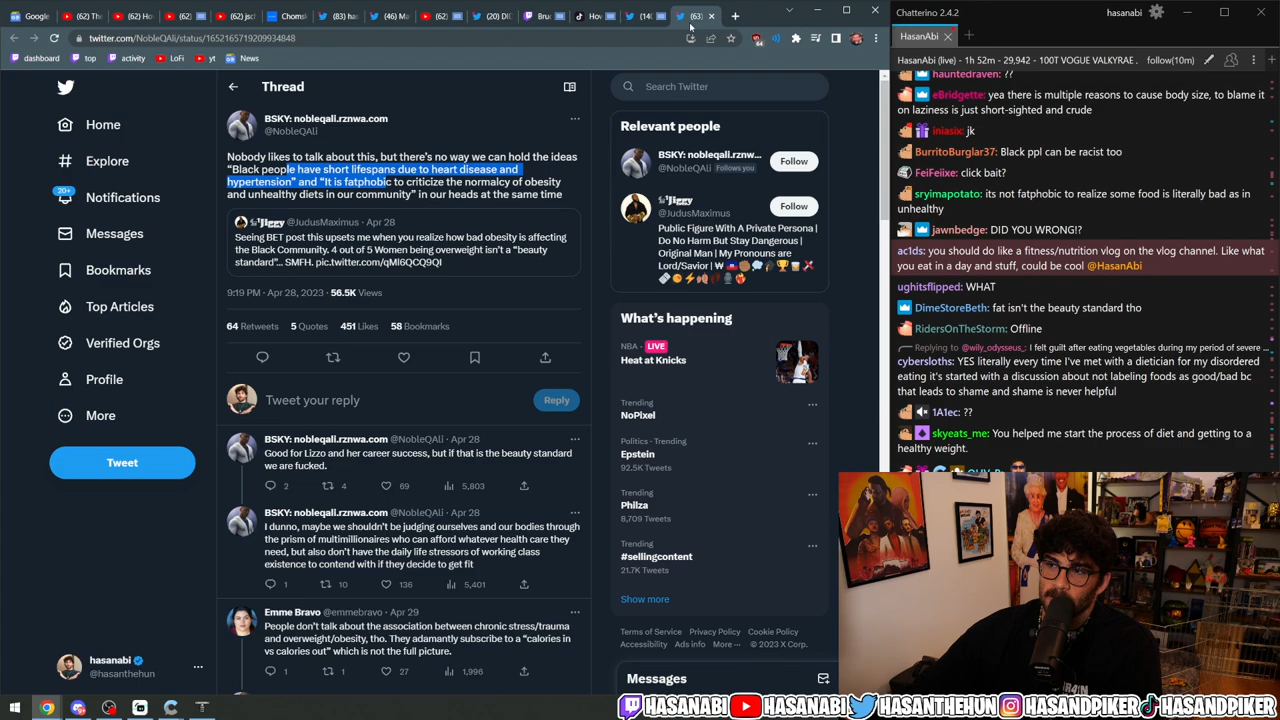 Google
(62)
(62) Ho
(62)
(62) jsch
Chomsk
(83) has
(46) Ma
(20) DID
Bruc
How
(140
(63)
twitter.com/NobleQAli/status/1652165719209934848
64
dashboard
top
activity
LoFi
yt
News
Home
Explore
20+
Notifications
Messages
Bookmarks
Top Articles
Verified Orgs
Profile
More
Tweet
hasanabi
@hasanthehun
Thread
BSKY: nobleqali.rznwa.com
@NobleQAli
Nobody likes to talk about this, but there's no way we can hold the ideas
“Black people have short lifespans due to heart disease and
hypertension” and “It is fatphobic to criticize the normalcy of obesity
and unhealthy diets in our community” in our heads at the same time
Jiggy @JudusMaximus · Apr 28
Seeing BET post this upsets me when you realize how bad obesity is affecting
the Black Community. 4 out of 5 Women being overweight isn't a “beauty
standard”... SMFH. pic.twitter.com/qMl6QCQ9QI
9:19 PM · Apr 28, 2023 · 56.5K Views
64 Retweets 5 Quotes 451 Likes 58 Bookmarks
Tweet your reply
Reply
BSKY: nobleqali.rznwa.com @NobleQAli · Apr 28
Good for Lizzo and her career success, but if that is the beauty standard
we are fucked.
2 4 69 5,803
BSKY: nobleqali.rznwa.com @NobleQAli · Apr 28
I dunno, maybe we shouldn't be judging ourselves and our bodies through
the prism of multimillionaires who can afford whatever health care they
need, but also don't have the daily life stressors of working class
existence to contend with if they decide to get fit
1 10 136 5,401
Emme Bravo @emmebravo · Apr 29
People don't talk about the association between chronic stress/trauma
and overweight/obesity, tho. They adamantly subscribe to a “calories in
vs calories out” which is not the full picture.
1 1 27 1,996
Search Twitter
Relevant people
BSKY: nobleqali.rznw...
@NobleQAli Follows you
Follow
Jiggy
@JudusMaximus
Follow
Public Figure With A Private Persona |
Do No Harm But Stay Dangerous |
Original Man | My Pronouns are
Lord/Savior |
What's happening
NBA · LIVE
Heat at Knicks
Trending
NoPixel
Politics · Trending
Epstein
92.5K Tweets
Trending
Philza
8,709 Tweets
Trending
#sellingcontent
21.7K Tweets
Show more
Terms of Service Privacy Policy Cookie Policy
Accessibility Ads info More ··· © 2023 X Corp.
Messages
Chatterino 2.4.2
hasanabi
HasanAbi
HasanAbi (live) - 1h 52m - 29,942 - 100T VOGUE VALKYRAE .
follow(10m)
hauntedraven: ??
eBridgette: yea there is multiple reasons to cause body size, to blame it
on laziness is just short-sighted and crude
iniasix: jk
BurritoBurglar37: Black ppl can be racist too
FeiFeiixe: click bait?
sryimapotato: its not fatphobic to realize some food is literally bad as in
unhealthy
jawnbedge: DID YOU WRONG!?
ac1ds: you should do like a fitness/nutrition vlog on the vlog channel. Like what
you eat in a day and stuff, could be cool @HasanAbi
ughitsflipped: WHAT
DimeStoreBeth: fat isn't the beauty standard tho
RidersOnTheStorm: Offline
Replying to @wily_odysseus_: I felt guilt after eating vegetables during my period of severe ...
cybersloths: YES literally every time I've met with a dietician for my disordered
eating it's started with a discussion about not labeling foods as good/bad bc
that leads to shame and shame is never helpful
1A1ec: ??
skyeats_me: You helped me start the process of diet and getting to a
healthy weight.
HASANABI
HASANABI
HASANTHEHUN
HASANDPIKER
HASANDPIKER